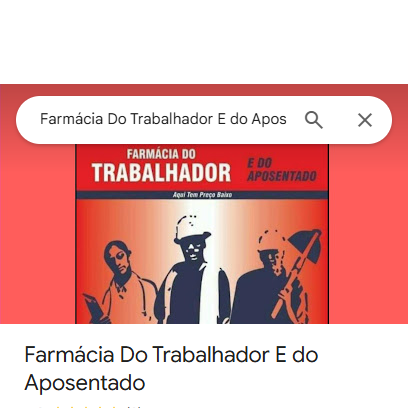 Farmácia Do Trabalhador E do Apos
FARMÁCIA DO
TRABALHADOR
E DO
APOSENTADO
Aqui Tem Preço Baixo
Farmácia Do Trabalhador E do
Aposentado